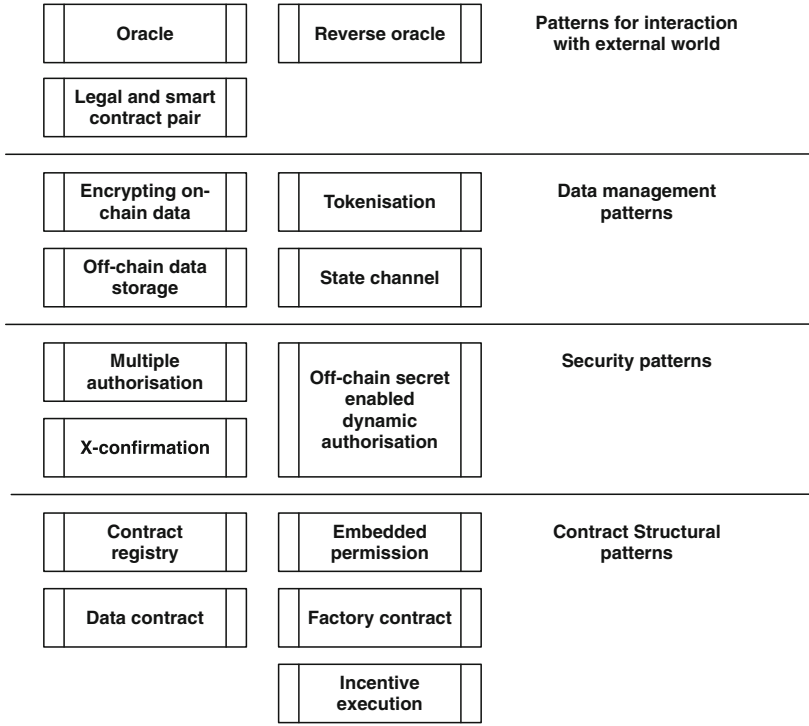 Oracle
Reverse oracle
Patterns for interaction
with external world
Legal and smart
contract pair
Encrypting on-
chain data
Tokenisation
Data management
patterns
Off-chain data
storage
State channel
Multiple
authorisation
Off-chain secret
enabled
dynamic
authorisation
Security patterns
X-confirmation
Contract
registry
Embedded
permission
Contract Structural
patterns
Data contract
Factory contract
Incentive
execution